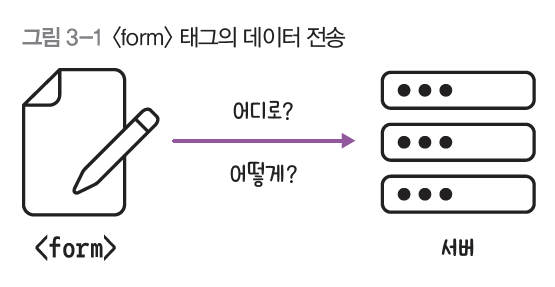 그림 3-1 <form> 태그의 데이터 전송
어디로?
어떻게?
<form>
서버